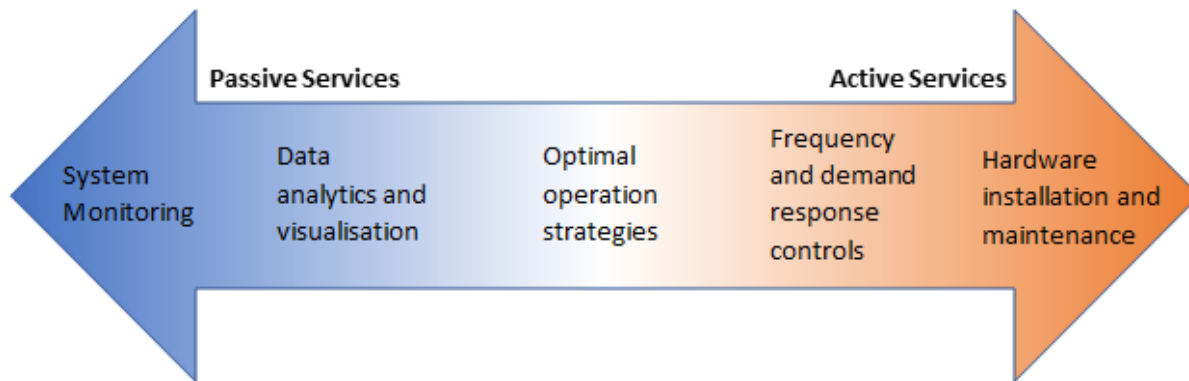 Passive Services
Active Services
System
Monitoring
Data
analytics and
visualisation
Optimal
operation
strategies
Frequency
and demand
response
controls
Hardware
installation and
maintenance